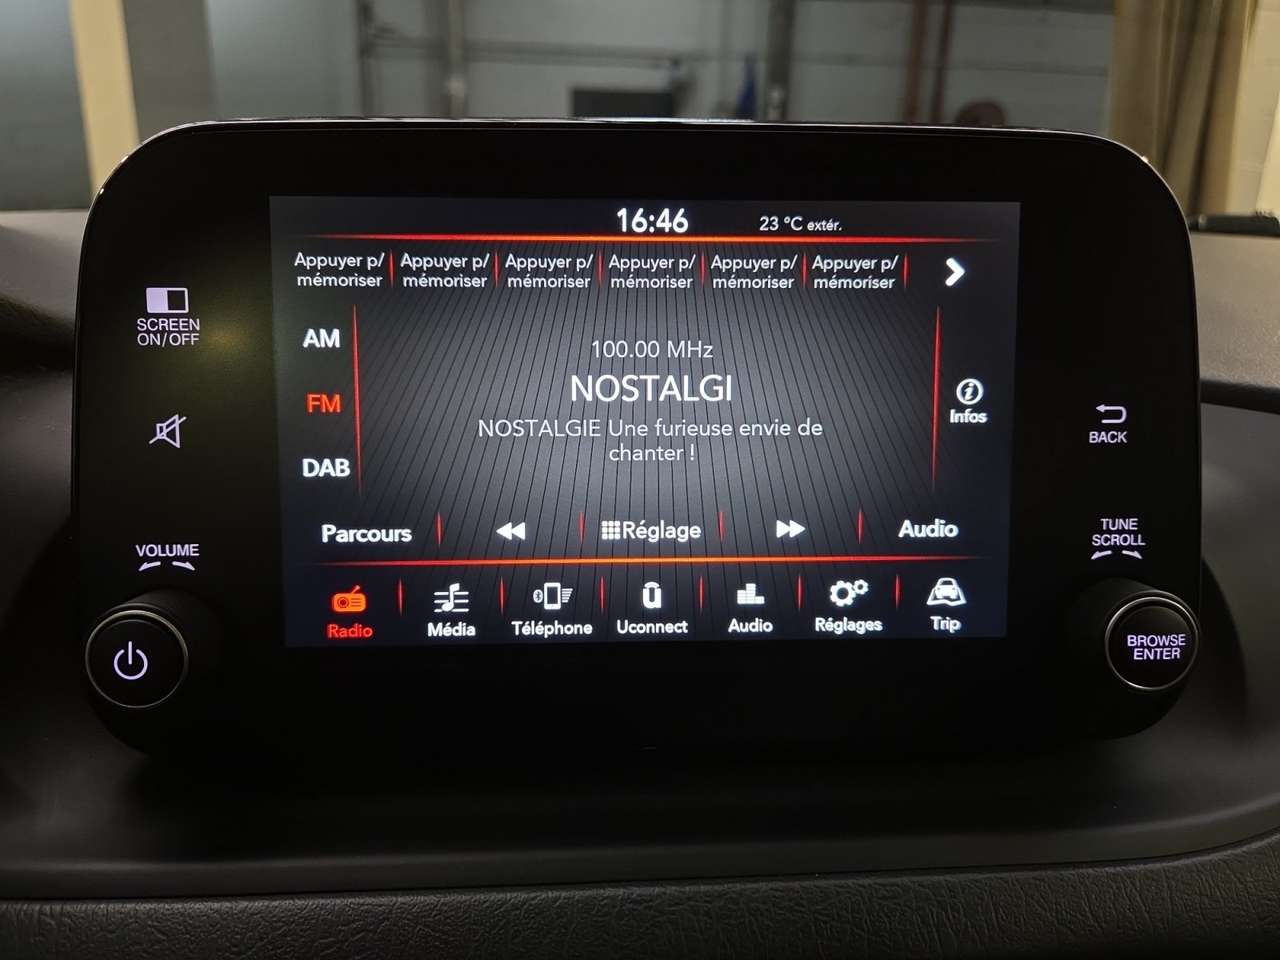 16:46
23 °C extér.
Appuyer p/ Appuyer p/ Appuyer p/ Appuyer p/ Appuyer p/ Appuyer p/
mémoriser mémoriser mémoriser mémoriser mémoriser mémoriser
SCREEN
ON/OFF
AM
FM
DAB
100.00 MHz
NOSTALGI
NOSTALGIE Une furieuse envie de
chanter !
Infos
BACK
Parcours
Réglage
Audio
VOLUME
TUNE
SCROLL
Radio
Média
Téléphone
Uconnect
Audio
Réglages
Trip
BROWSE
ENTER